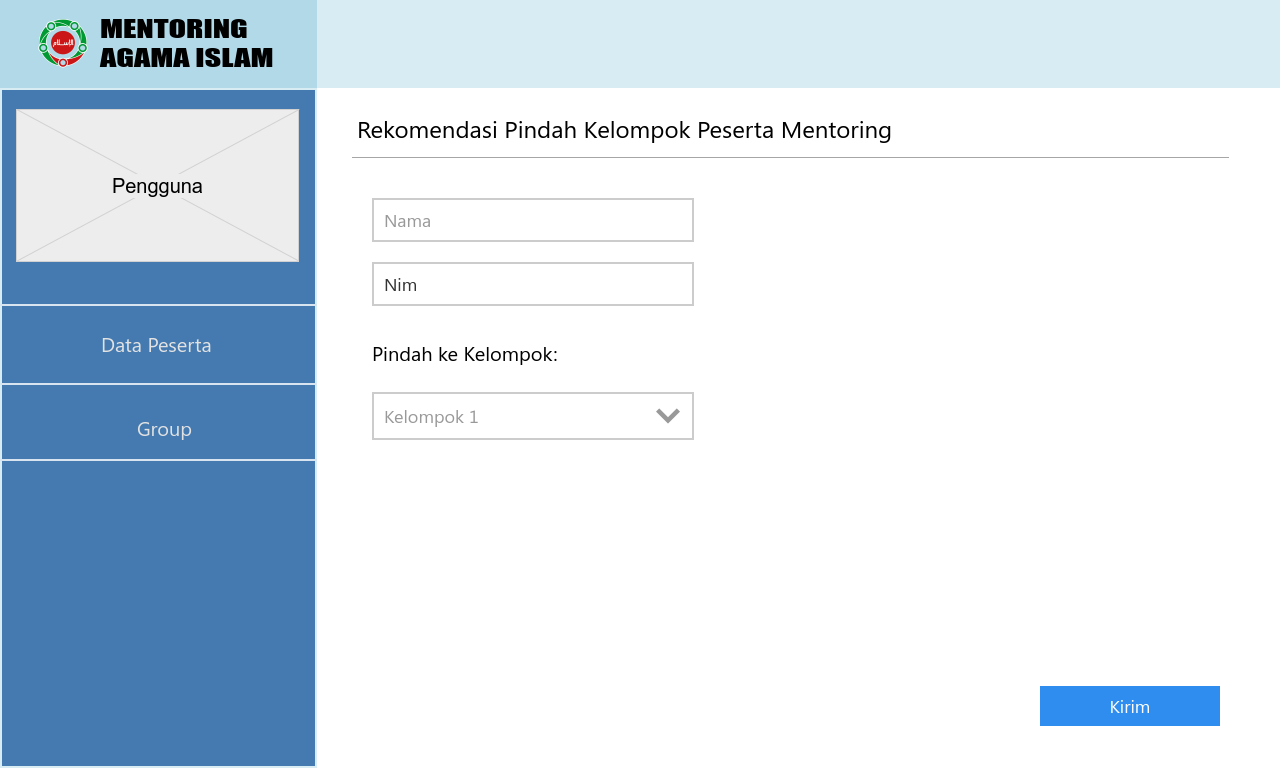 الإسلام
MENTORING
AGAMA ISLAM
Pengguna
Data Peserta
Group
Rekomendasi Pindah Kelompok Peserta Mentoring
Nama
Nim
Pindah ke Kelompok:
Kelompok 1
Kirim